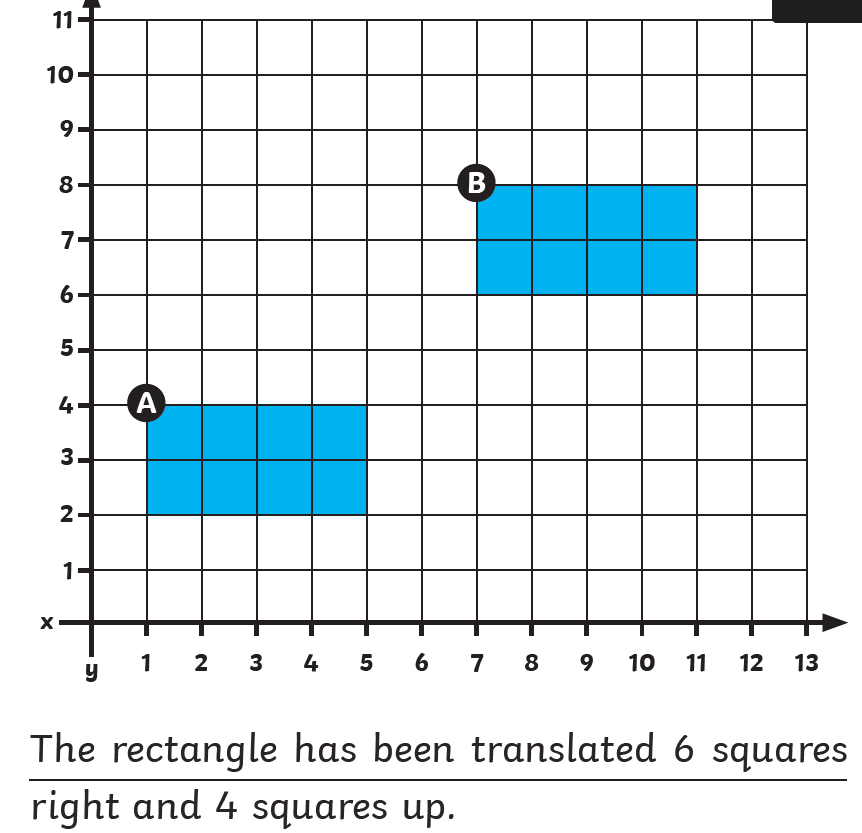 11
10
9
8
B
7
6
5
4
A
3
2
1
x
y 1 2 3 4 5 6 7 8 9 10 11 12 13
The rectangle has been translated 6 squares
right and 4 squares up.